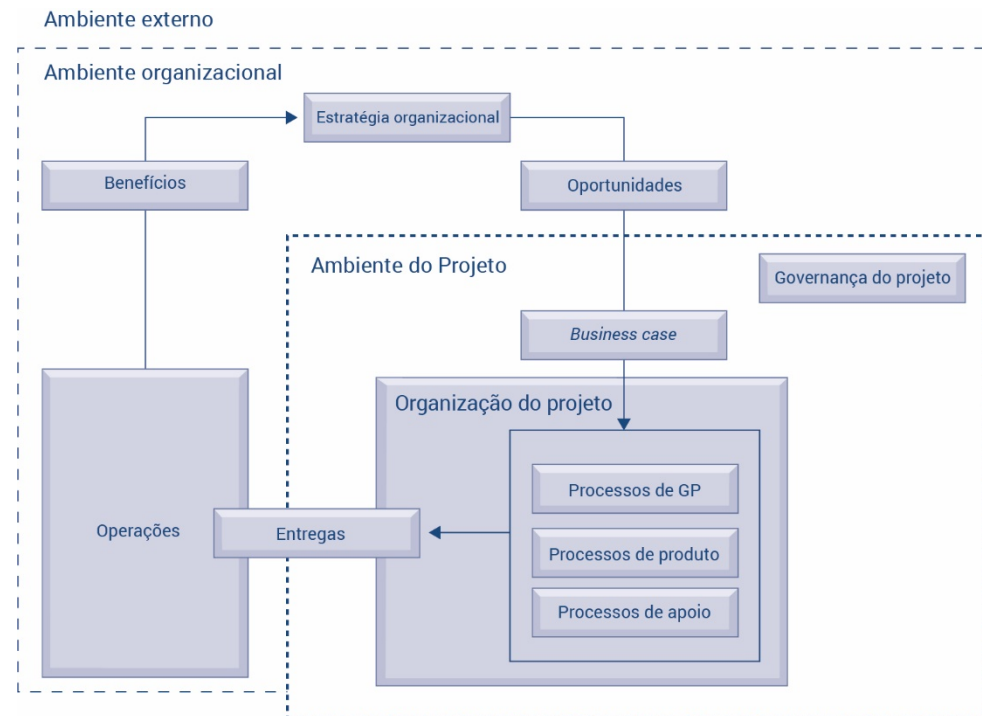 Ambiente externo
Ambiente organizacional
Estratégia organizacional
Benefícios
Oportunidades
Ambiente do Projeto
Governança do projeto
Business case
Organização do projeto
Processos de GP
Operações
Entregas
Processos de produto
Processos de apoio